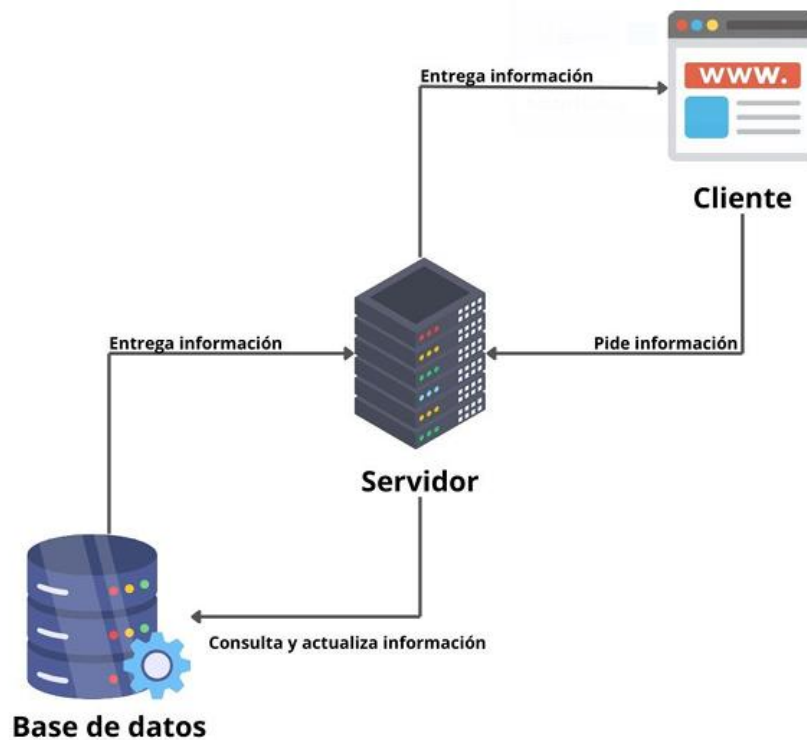 Entrega información
www.
Cliente
Entrega información
Pide información
Servidor
Consulta y actualiza información
Base de datos